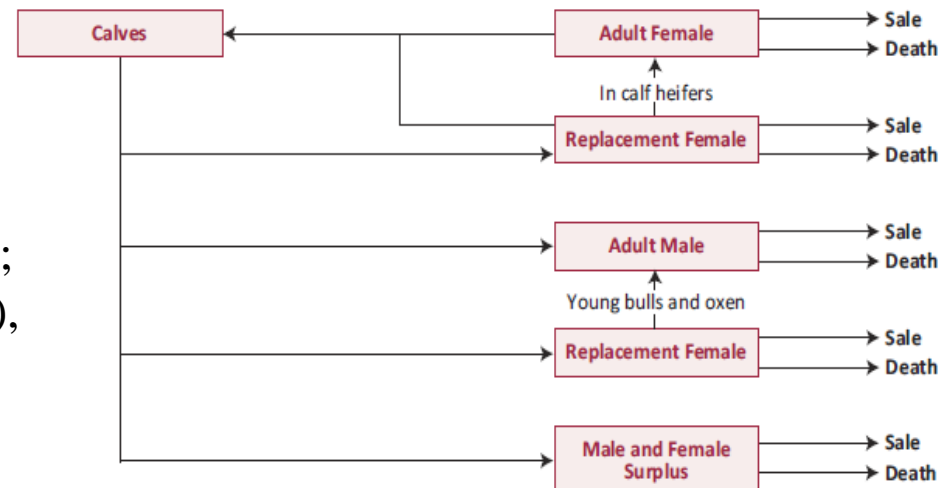 Calves
Adult Female
Sale
Death
In calf heifers
Replacement Female
Sale
Death
;
),
Adult Male
Sale
Death
Young bulls and oxen
Replacement Female
Sale
Death
Male and Female
Surplus
Sale
Death